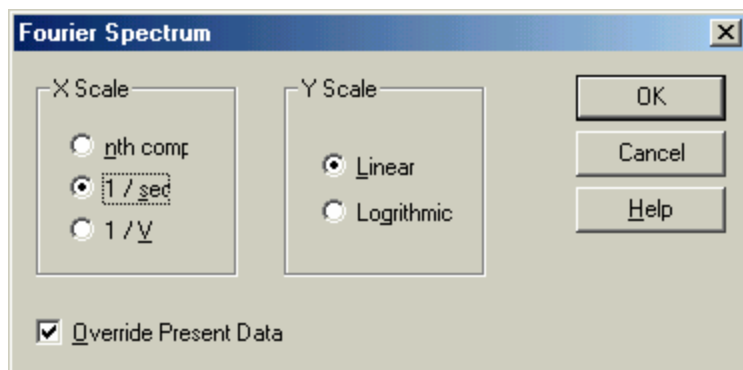 Fourier Spectrum
X Scale
nth comp
1 / sec
1 / V
Y Scale
Linear
Logrithmic
OK
Cancel
Help
Override Present Data